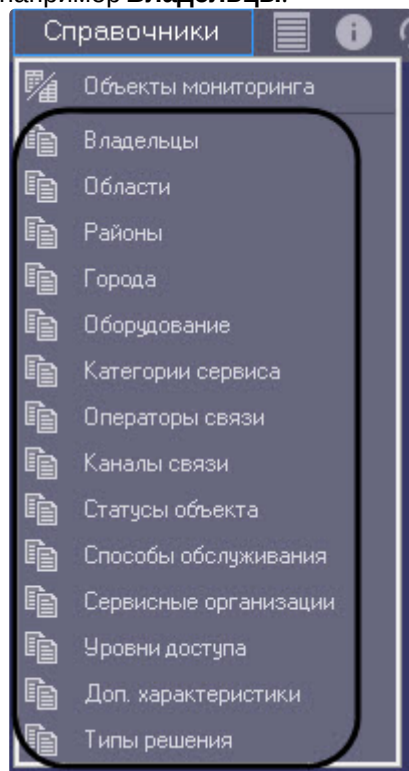 например Владельцы.
Справочники
Объекты мониторинга
Владельцы
Области
Районы
Города
Оборудование
Категории сервиса
Операторы связи
Каналы связи
Статусы объекта
Способы обслуживания
Сервисные организации
Уровни доступа
Доп. характеристики
Типы решения